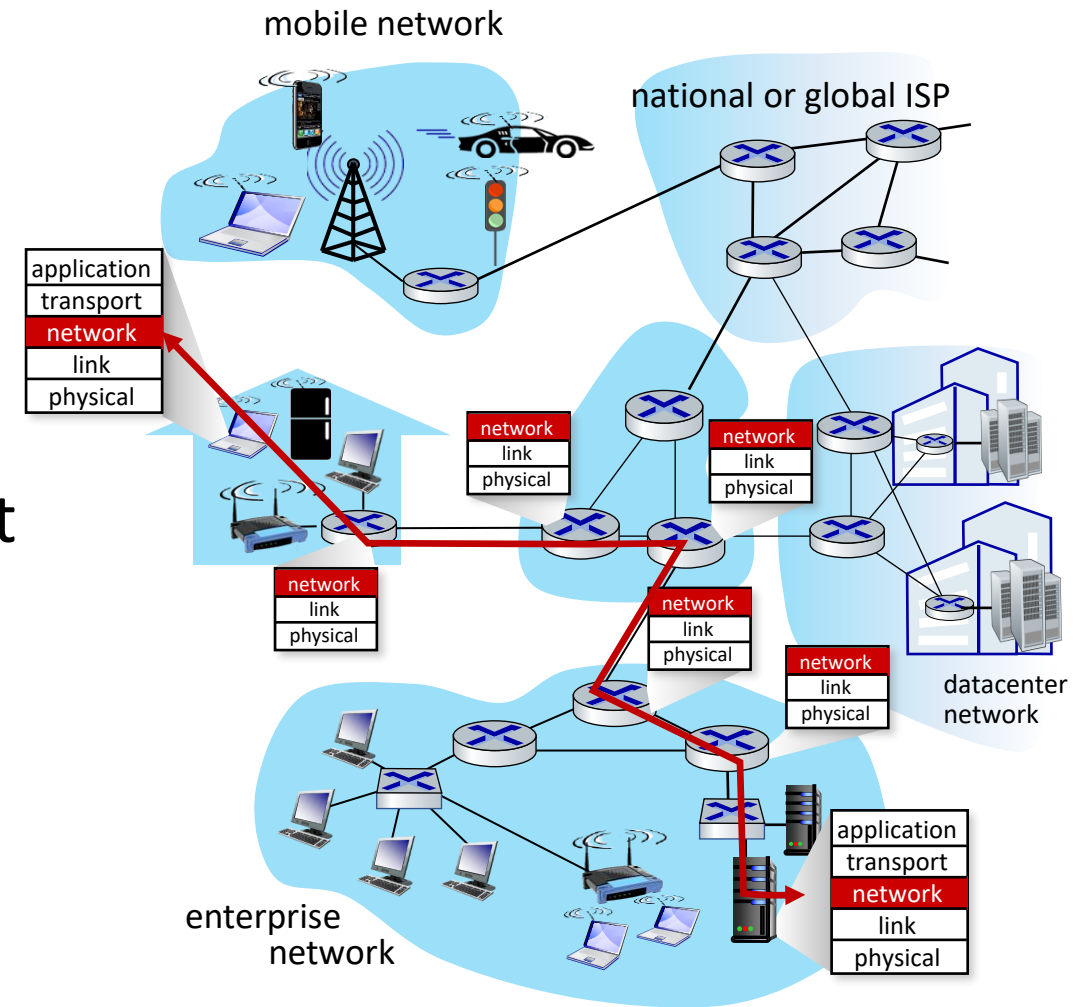 mobile network
national or global ISP
application
transport
network
link
physical
network
link
physical
network
link
physical
t
network
link
physical
network
link
physical
network
link
physical
datacenter
network
application
transport
network
link
physical
enterprise
network